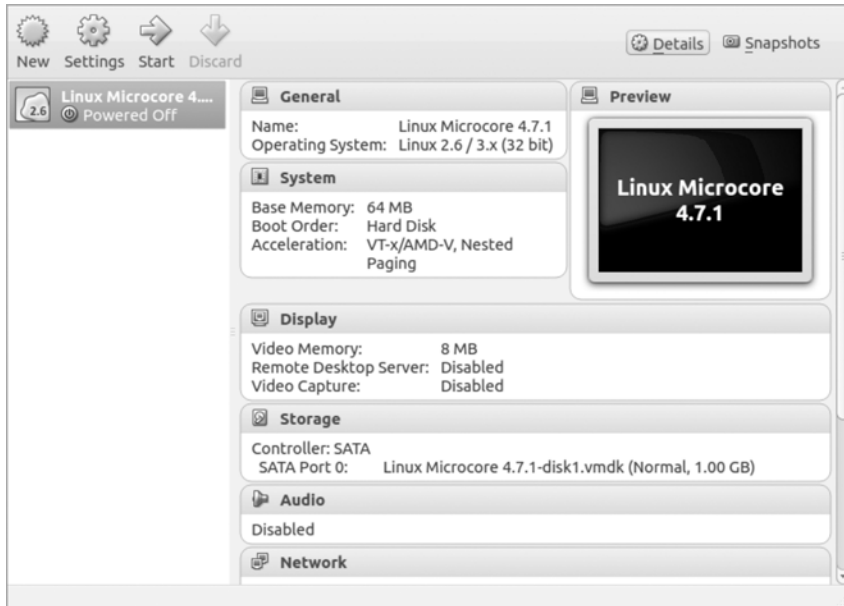 New Settings Start Discard
Details Snapshots
2.6
Linux Microcore 4....
Powered Off
General
Name: Linux Microcore 4.7.1
Operating System: Linux 2.6 / 3.x (32 bit)
System
Base Memory: 64 MB
Boot Order: Hard Disk
Acceleration: VT-x/AMD-V, Nested
Paging
Preview
Linux Microcore
4.7.1
Display
Video Memory: 8 MB
Remote Desktop Server: Disabled
Video Capture: Disabled
Storage
Controller: SATA
SATA Port 0: Linux Microcore 4.7.1-disk1.vmdk (Normal, 1.00 GB)
Audio
Disabled
Network